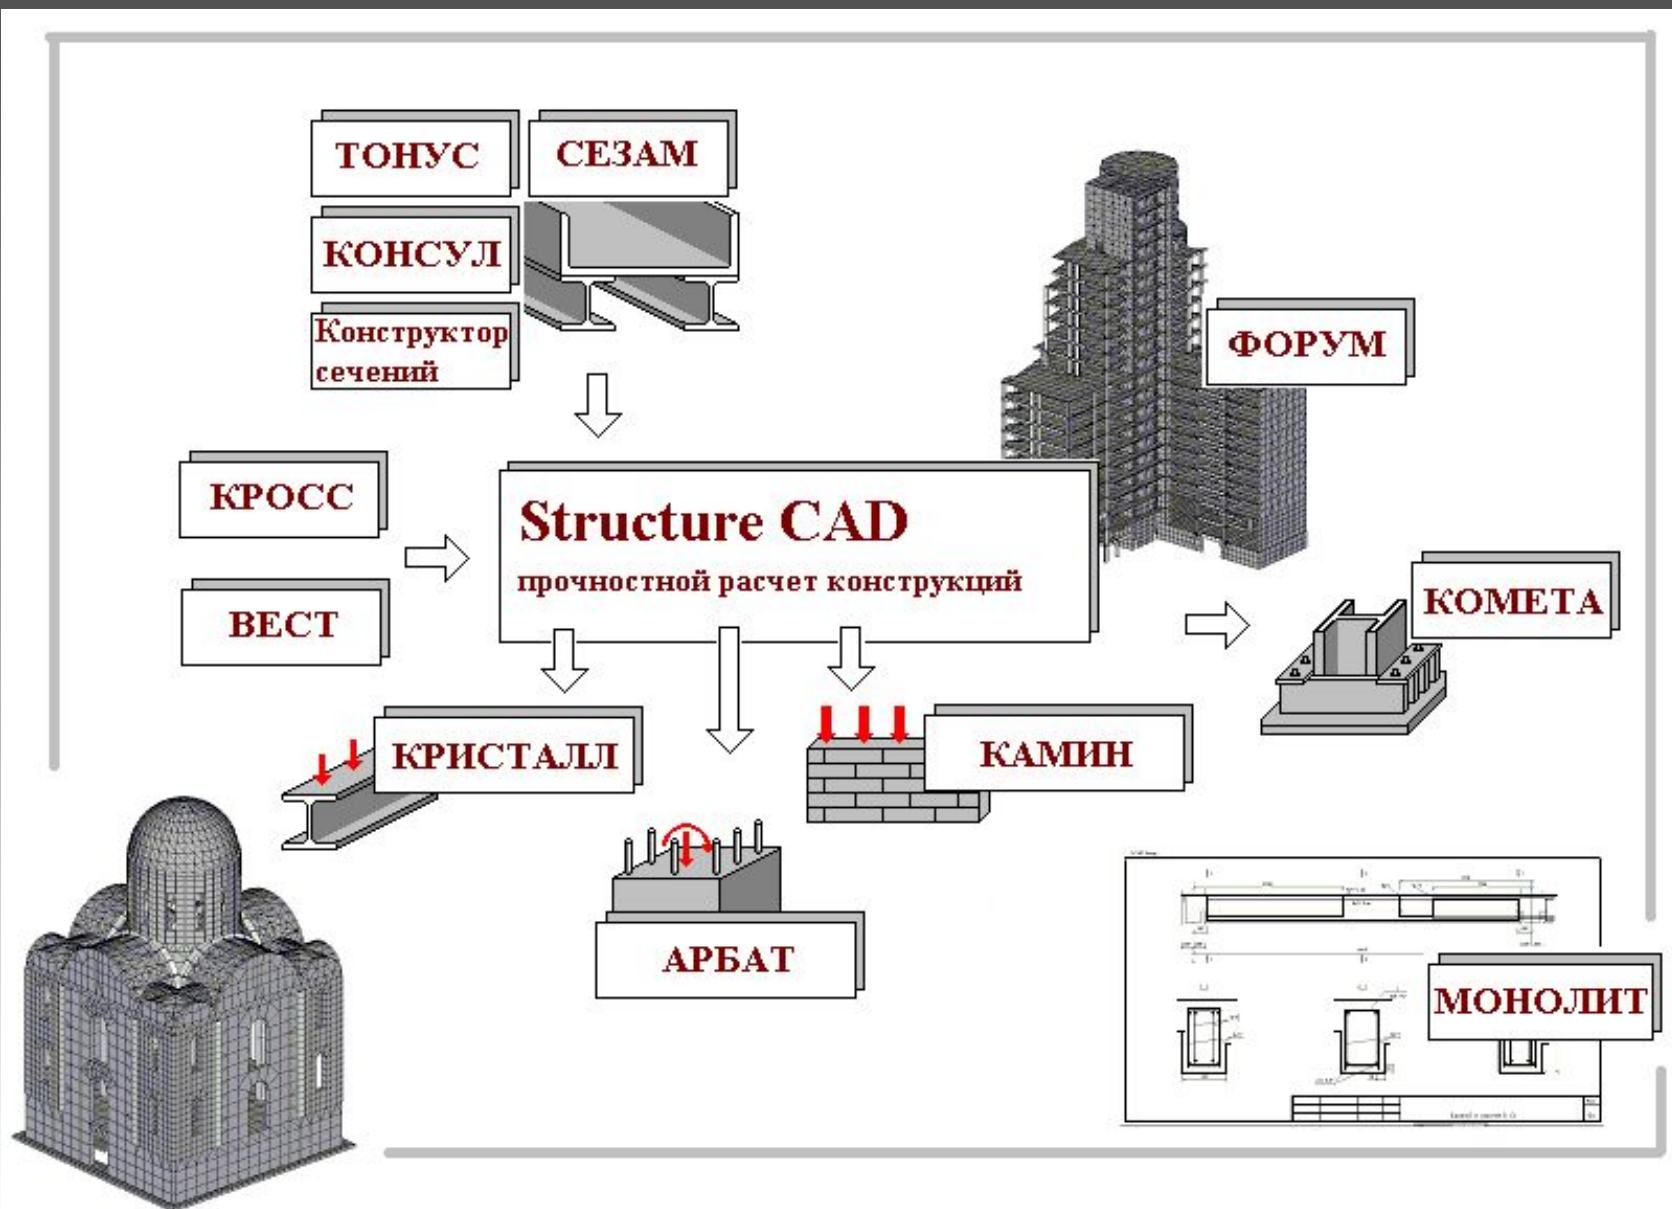 ТОНУС
СЕЗАМ
КОНСУЛ
Конструктор
сечений
ФОРУМ
КРОСС
ВЕСТ
Structure CAD
прочностной расчет конструкций
КОМЕТА
КРИСТАЛЛ
КАМИН
АРБАТ
МОНОЛИТ